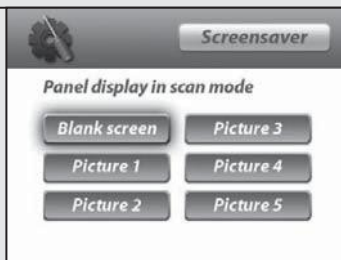 Screensaver
Panel display in scan mode
Blank screen Picture 3
Picture 1 Picture 4
Picture 2 Picture 5